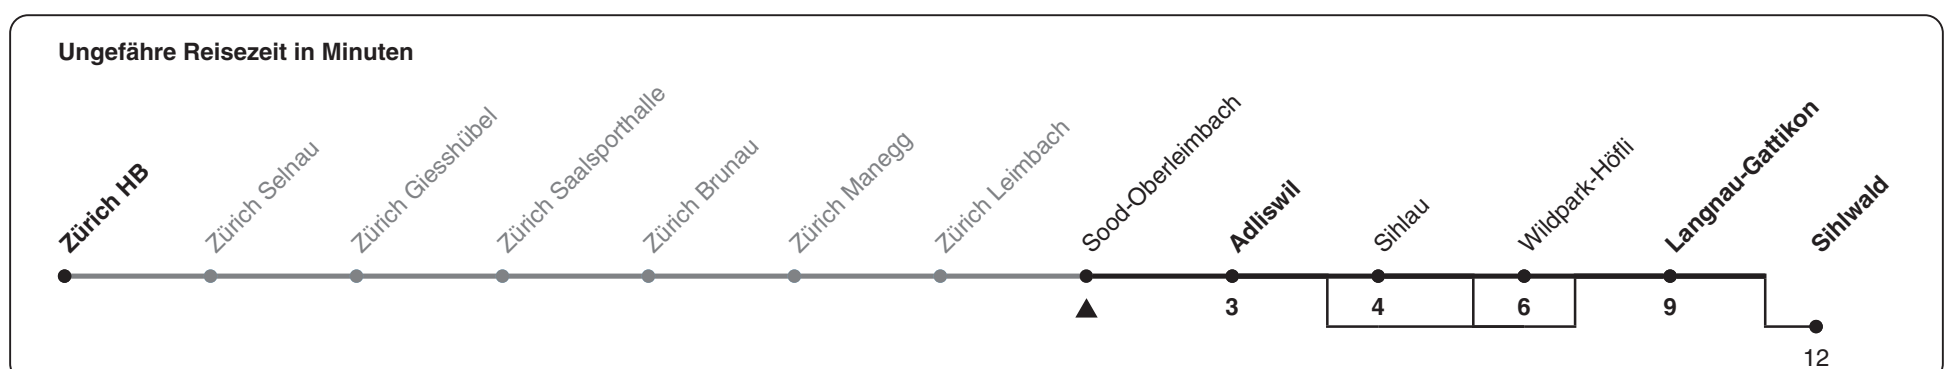 Ungefähre Reisezeit in Minuten
Zürich HB
Zürich Selnau
Zürich Giesshübel
Zürich Saalsporthalle
Zürich Brunau
Zürich Manegg
Zürich Leimbach
Sood-Oberleimbach
Adliswil
Sihlau
Wildpark-Höfli
Langnau-Gattikon
Sihlwald
3
4
6
9
12